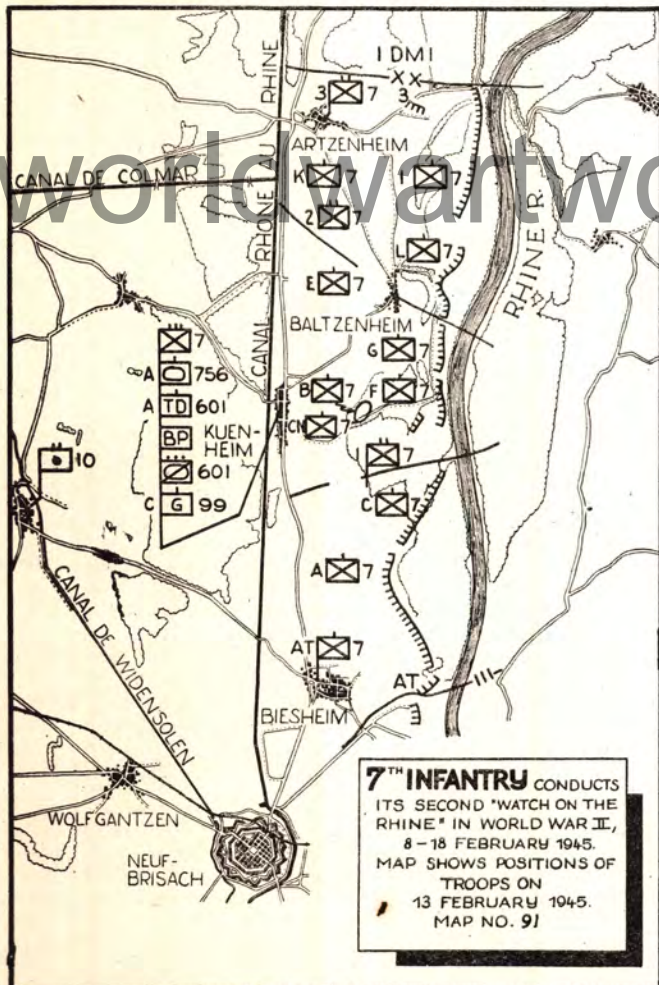 1 DMI
XX
3
3 7
ARTZENHEIM
CANAL DE COLMAR
worldwartwo
K 7
I 7
2 7
L 7
E 7
BALTZENHEIM
RHINE R.
CANAL RHONE AU RHINE
G 7
B 7
F 7
CN 7
7
A 756
A TD 601
BP KUEN-
HEIM
601
C G 99
10
1 7
C 7
A 7
CANAL DE WIDENSOLEN
AT 7
AT
III
BIESHEIM
WOLFGANTZEN
NEUF-
BRISACH
7TH INFANTRY CONDUCTS
ITS SECOND "WATCH ON THE
RHINE" IN WORLD WAR II,
8-18 FEBRUARY 1945.
MAP SHOWS POSITIONS OF
TROOPS ON
13 FEBRUARY 1945.
MAP NO. 91